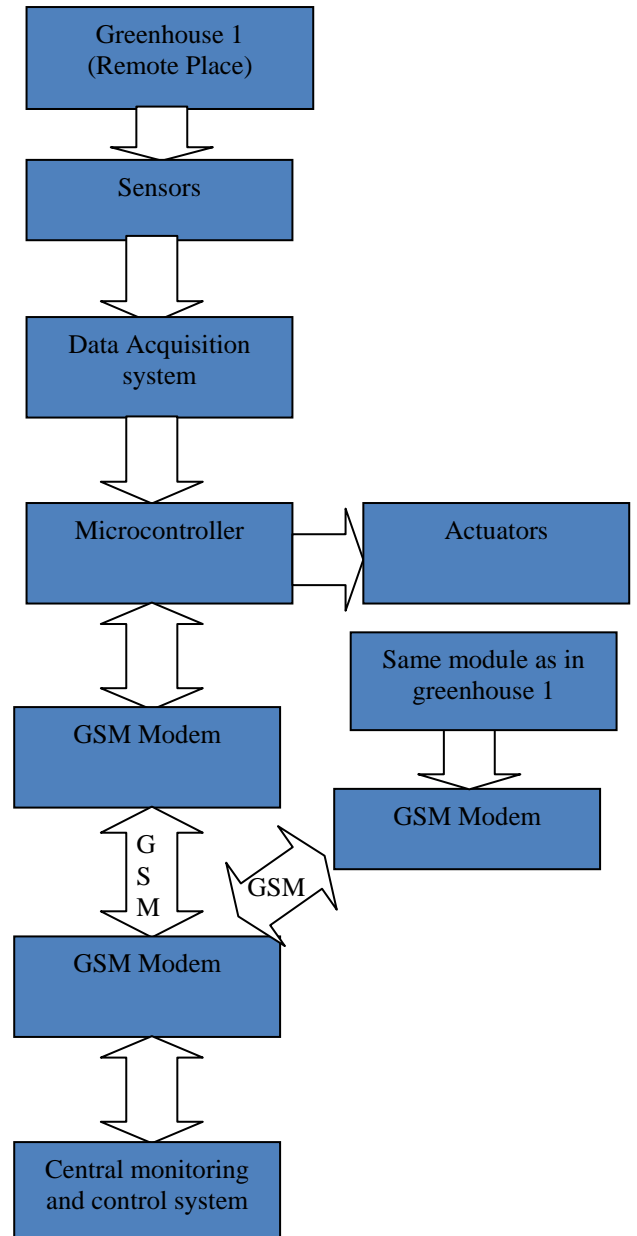 Greenhouse 1
(Remote Place)
Sensors
Data Acquisition
system
Microcontroller
Actuators
Same module as in
greenhouse 1
GSM Modem
GSM Modem
G
S
M
GSM
GSM Modem
Central monitoring
and control system